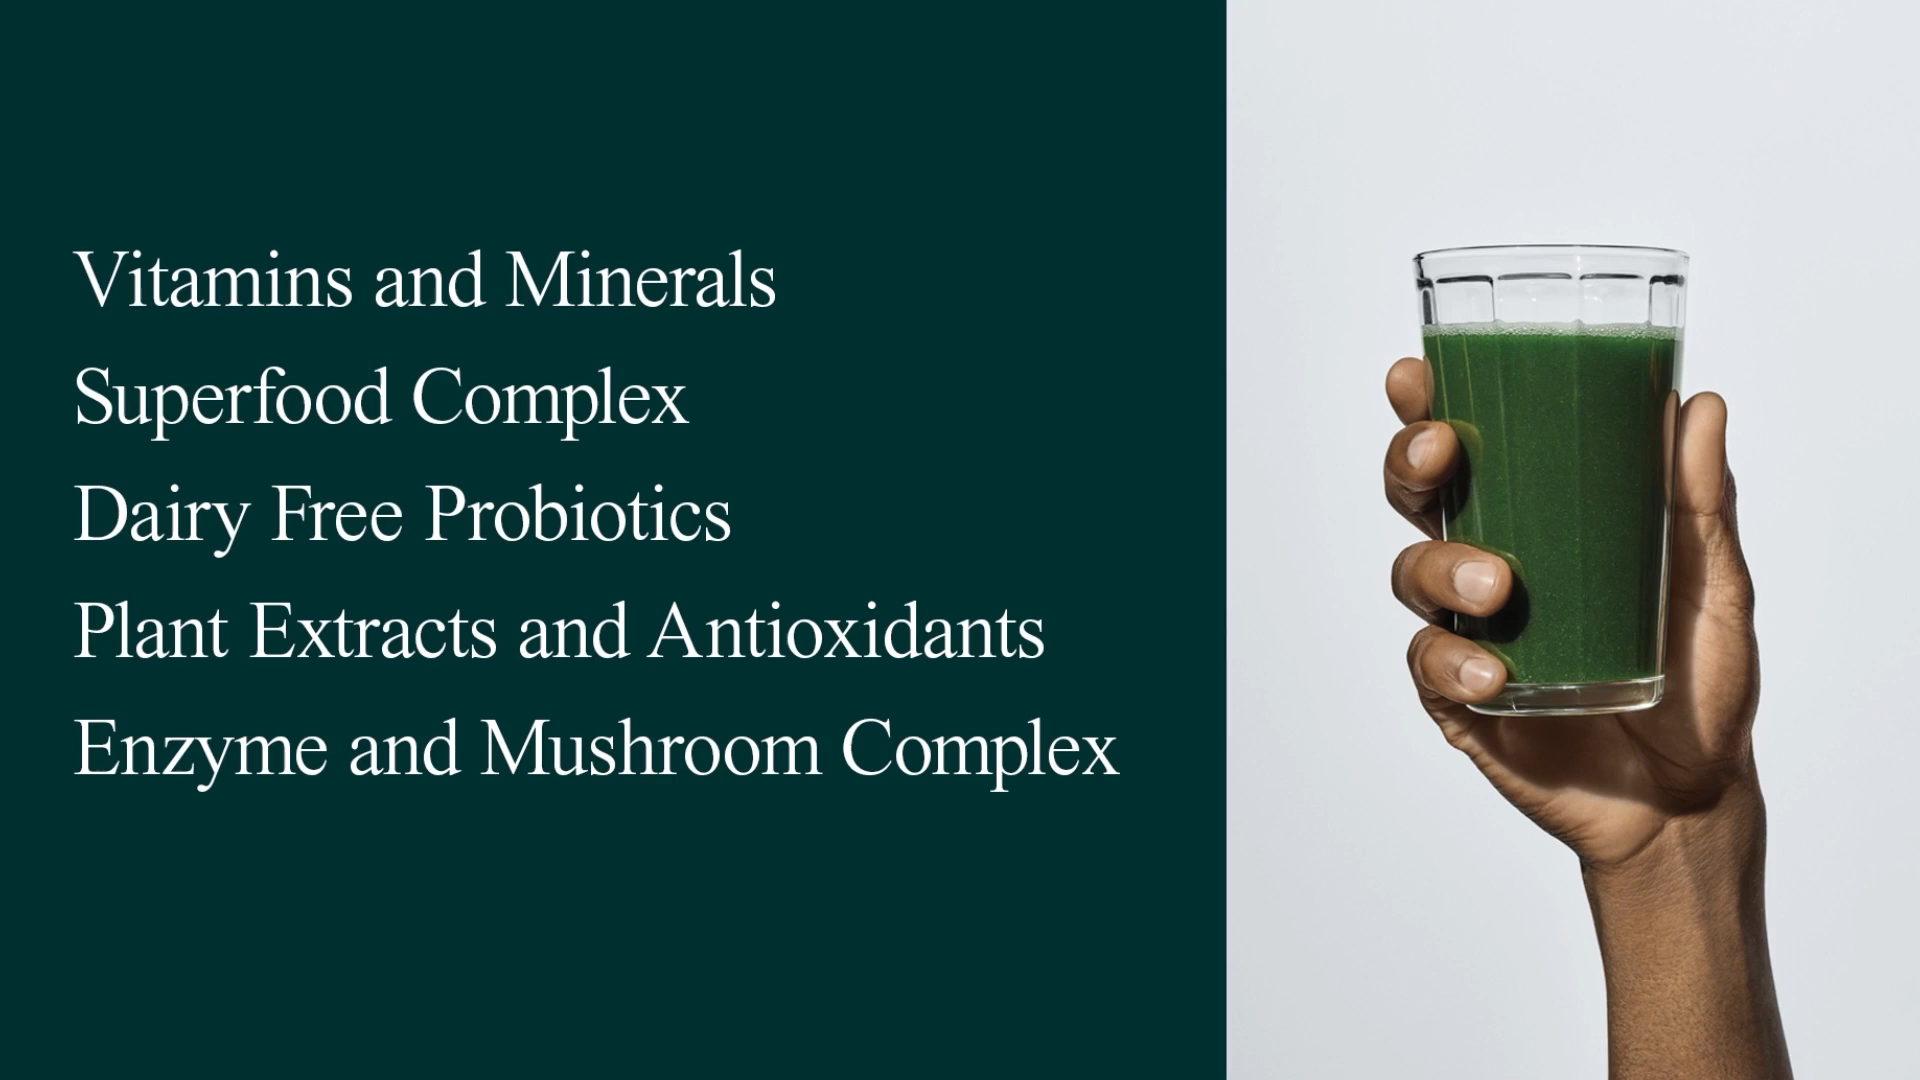 Vitamins and Minerals
Superfood Complex
Dairy Free Probiotics
Plant Extracts and Antioxidants
Enzyme and Mushroom Complex